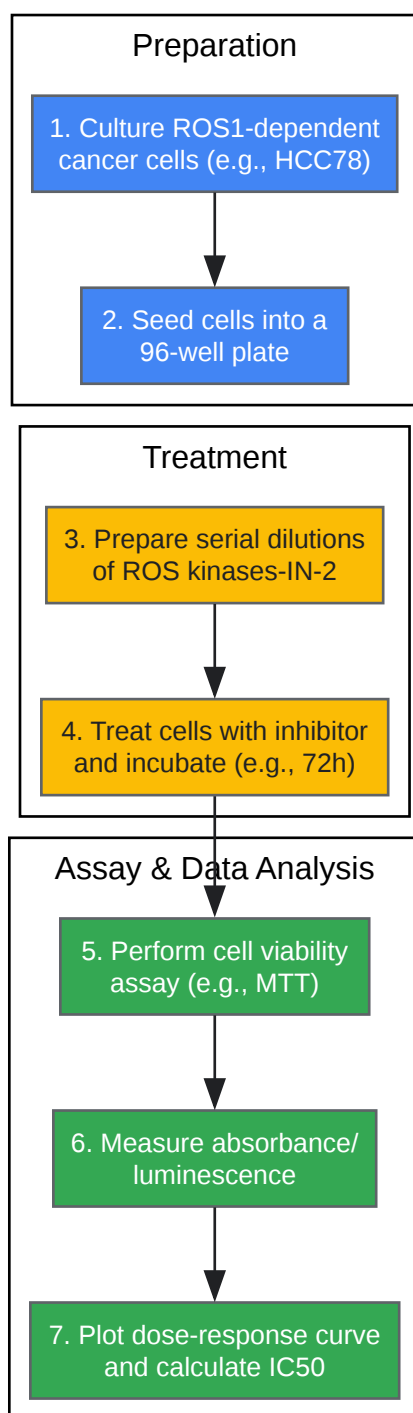 Preparation
1. Culture ROS1-dependent
cancer cells (e.g., HCC78)
2. Seed cells into a
96-well plate
Treatment
3. Prepare serial dilutions
of ROS kinases-IN-2
4. Treat cells with inhibitor
and incubate (e.g., 72h)
Assay & Data Analysis
5. Perform cell viability
assay (e.g., MTT)
6. Measure absorbance/
luminescence
7. Plot dose-response curve
and calculate IC50